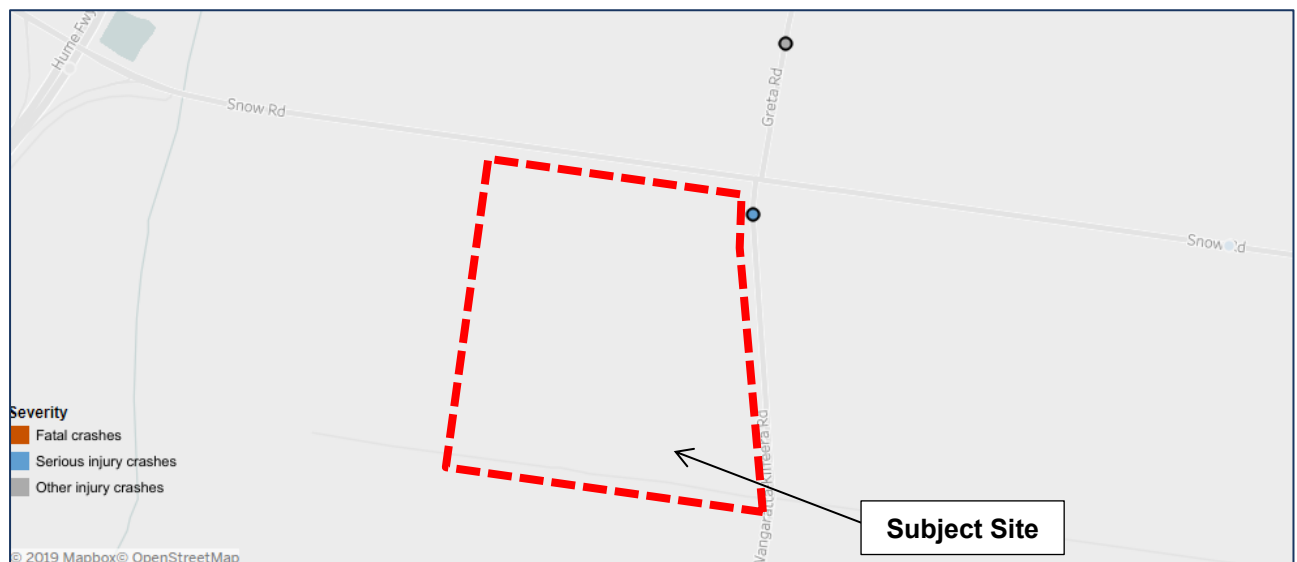 Hume Fwy
Snow Rd
Greta Rd
Snow Rd
Severity
Fatal crashes
Serious injury crashes
Other injury crashes
Wangaratta-Kilfeera Rd
Subject Site
© 2019 Mapbox© OpenStreetMap